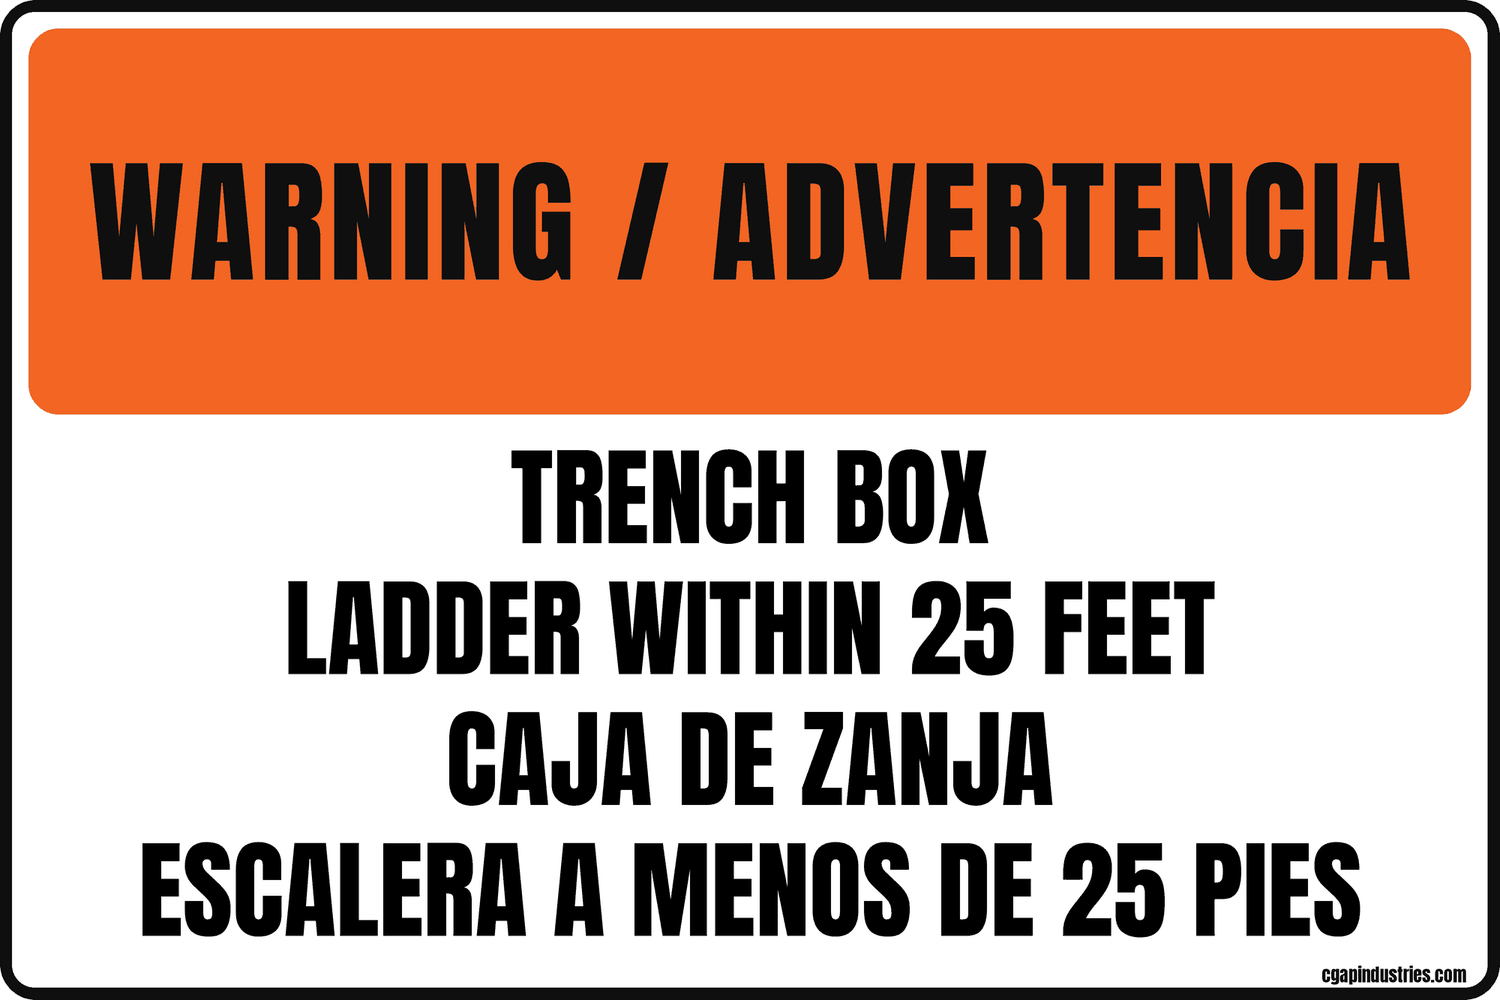 WARNING / ADVERTENCIA
TRENCH BOX
LADDER WITHIN 25 FEET
CAJA DE ZANJA
ESCALERA A MENOS DE 25 PIES
cgapindustries.com